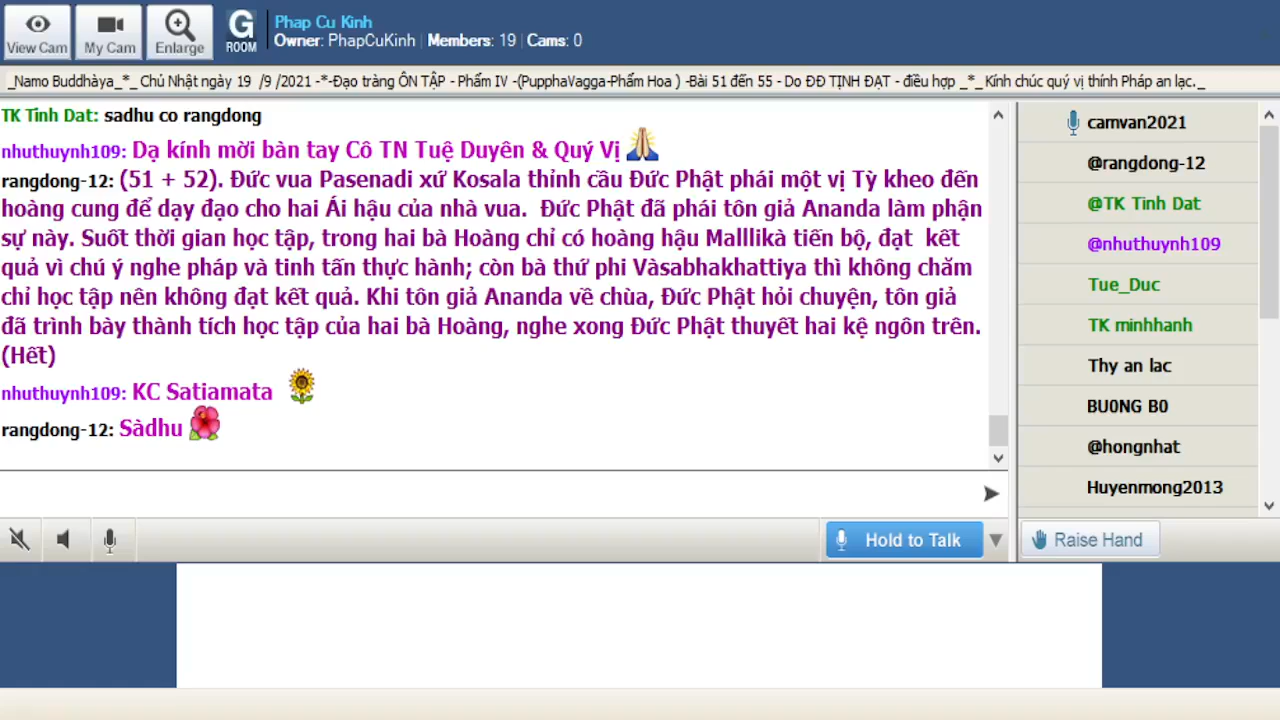 View Cam
My Cam
Enlarge
G
ROOM
Phap Cu Kinh
Owner: PhapCuKinh | Members: 19 | Cams: 0
_Namo Buddhàya_*_ Chủ Nhật ngày 19 /9 /2021 -*-Đạo tràng ÔN TẬP - Phẩm IV -(PupphaVagga-Phẩm Hoa ) -Bài 51 đến 55 - Do ĐĐ TỊNH ĐẠT - điều hợp _*_ Kính chúc quý vị thính Pháp an lạc._
TK Tinh Dat: sadhu co rangdong
nhuthuynh109: Dạ kính mời bàn tay Cô TN Tuệ Duyên & Quý Vị
rangdong-12: (51 + 52). Đức vua Pasenadi xứ Kosala thỉnh cầu Đức Phật phái một vị Tỳ kheo đến
hoàng cung để dạy đạo cho hai Ái hậu của nhà vua. Đức Phật đã phái tôn giả Ananda làm phận
sự này. Suốt thời gian học tập, trong hai bà Hoàng chỉ có hoàng hậu Malllikà tiến bộ, đạt kết
quả vì chú ý nghe pháp và tinh tấn thực hành; còn bà thứ phi Vàsabhakhattiya thì không chăm
chỉ học tập nên không đạt kết quả. Khi tôn giả Ananda về chùa, Đức Phật hỏi chuyện, tôn giả
đã trình bày thành tích học tập của hai bà Hoàng, nghe xong Đức Phật thuyết hai kệ ngôn trên.
(Hết)
nhuthuynh109: KC Satiamata
rangdong-12: Sàdhu
camvan2021
@rangdong-12
@TK Tinh Dat
@nhuthuynh109
Tue_Duc
TK minhhanh
Thy an lac
BU0NG B0
@hongnhat
Huyenmong2013
Hold to Talk
Raise Hand